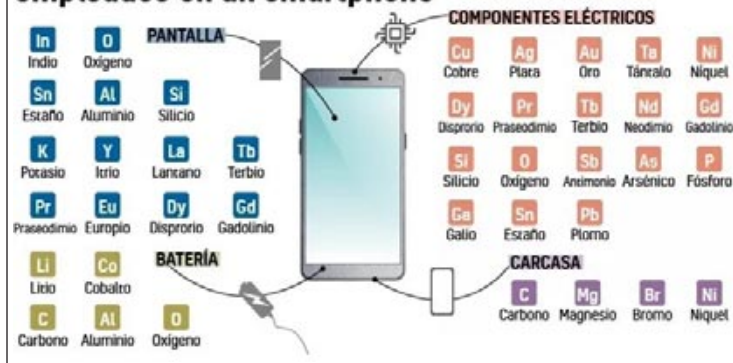 empleados en un smartphone
PANTALLA
In O
Indio Oxígeno
Sn Al Si
Estaño Aluminio Silicio
K Y La Tb
Potasio Itrio Lantano Terbio
Pr Eu Dy Gd
Praseodimio Europio Disprorio Gadolinio
BATERÍA
Li Co
Litio Cobalto
C Al O
Carbono Aluminio Oxígeno
COMPONENTES ELÉCTRICOS
Cu Ag Au Ta Ni
Cobre Plata Oro Tántalo Níquel
Dy Pr Tb Nd Gd
Disprorio Praseodimio Terbio Neodimio Gadolinio
Si O Sb As P
Silicio Oxígeno Antimonio Arsénico Fósforo
Ga Sn Pb
Galio Estaño Plomo
CARCASA
C Mg Br Ni
Carbono Magnesio Bromo Níquel